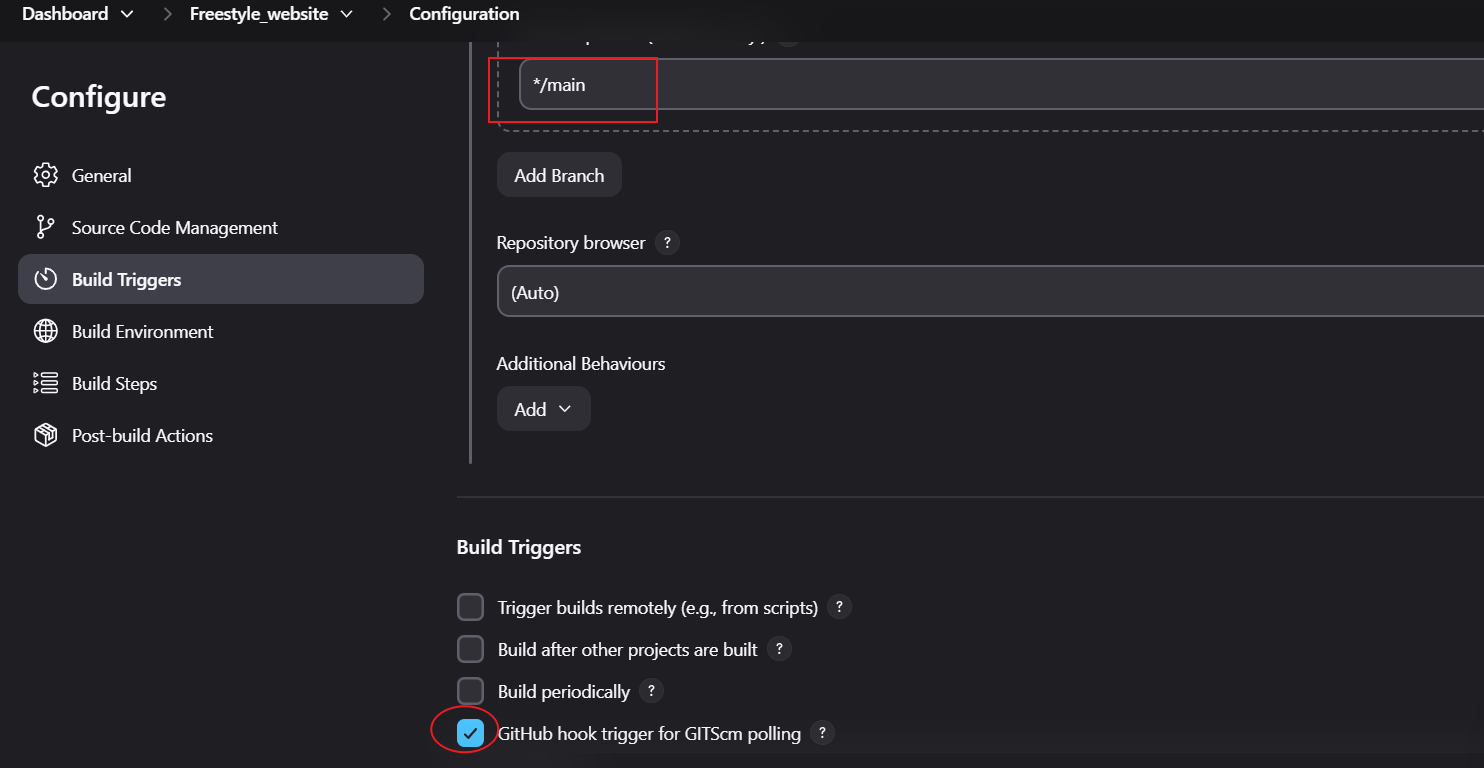 Dashboard > Freestyle_website > Configuration
Configure
General
Source Code Management
Build Triggers
Build Environment
Build Steps
Post-build Actions
*/main
Add Branch
Repository browser ?
(Auto)
Additional Behaviours
Add
Build Triggers
Trigger builds remotely (e.g., from scripts) ?
Build after other projects are built ?
Build periodically ?
GitHub hook trigger for GITScm polling ?